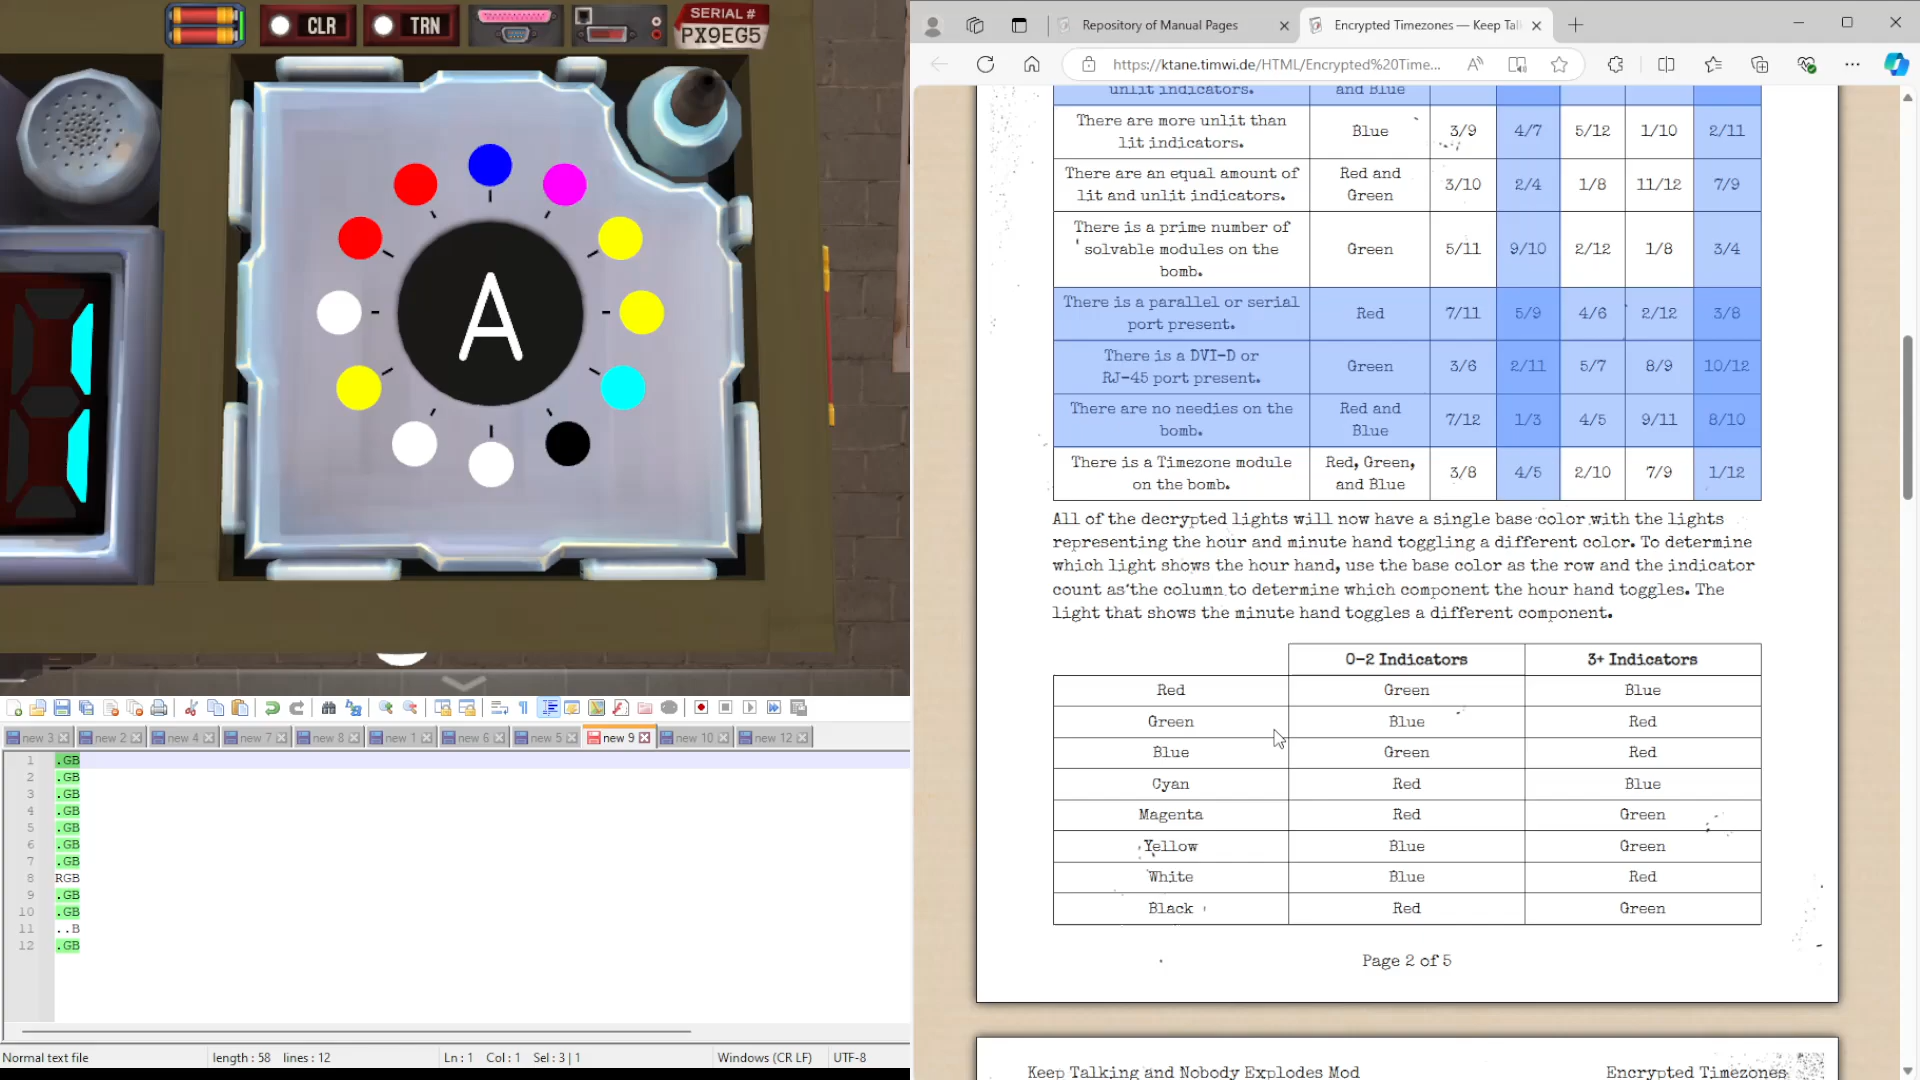 CLR
TRN
SERIAL #
PX9EG5
A
Repository of Manual Pages
Encrypted Timezones — Keep Tal
https://ktane.timwi.de/HTML/Encrypted%20Time...
unlit indicators. and Blue
There are more unlit than lit indicators. Blue 3/9 4/7 5/12 1/10 2/11
There are an equal amount of lit and unlit indicators. Red and Green 3/10 2/4 1/8 11/12 7/9
There is a prime number of solvable modules on the bomb. Green 5/11 9/10 2/12 1/8 3/4
There is a parallel or serial port present. Red 7/11 5/9 4/6 2/12 3/8
There is a DVI-D or RJ-45 port present. Green 3/6 2/11 5/7 8/9 10/12
There are no needies on the bomb. Red and Blue 7/12 1/3 4/5 9/11 8/10
There is a Timezone module on the bomb. Red, Green, and Blue 3/8 4/5 2/10 7/9 1/12
All of the decrypted lights will now have a single base color with the lights
representing the hour and minute hand toggling a different color. To determine
which light shows the hour hand, use the base color as the row and the indicator
count as the column to determine which component the hour hand toggles. The
light that shows the minute hand toggles a different component.
0-2 Indicators 3+ Indicators
Red Green Blue
Green Blue Red
Blue Green Red
Cyan Red Blue
Magenta Red Green
Yellow Blue Green
White Blue Red
Black Red Green
Page 2 of 5
Keep Talking and Nobody Explodes Mod Encrypted Timezones
new 3 new 2 new 4 new 7 new 8 new 1 new 6 new 5 new 9 new 10 new 12
1 .GB
2 .GB
3 .GB
4 .GB
5 .GB
6 .GB
7 .GB
8 RGB
9 .GB
10 .GB
11 ..B
12 .GB
Normal text file length : 58 lines : 12 Ln : 1 Col : 1 Sel : 3 | 1 Windows (CR LF) UTF-8